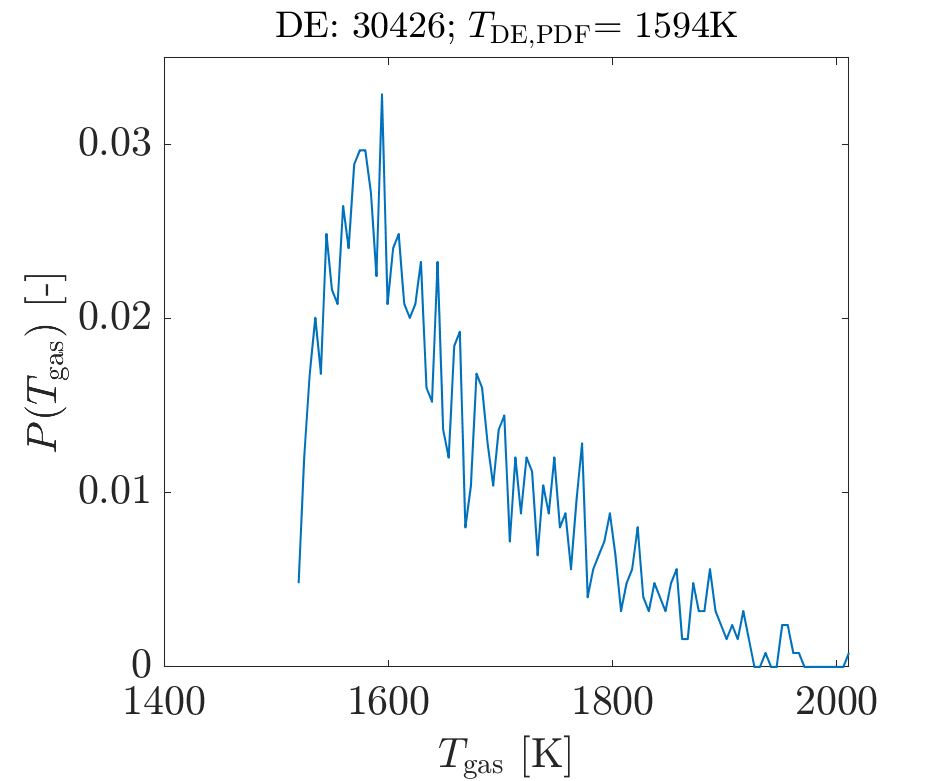 DE: 30426; T_DE,PDF= 1594K
0.03
0.02
0.01
0
1400 1600 1800 2000
P(T_gas) [-]
T_gas [K]